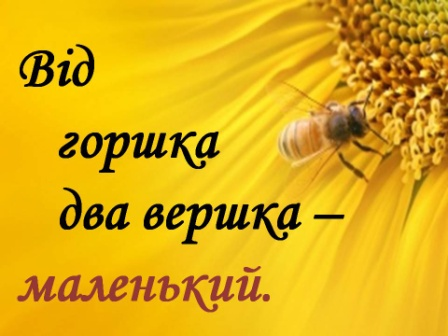 Від
горшка
два вершка –
маленький.